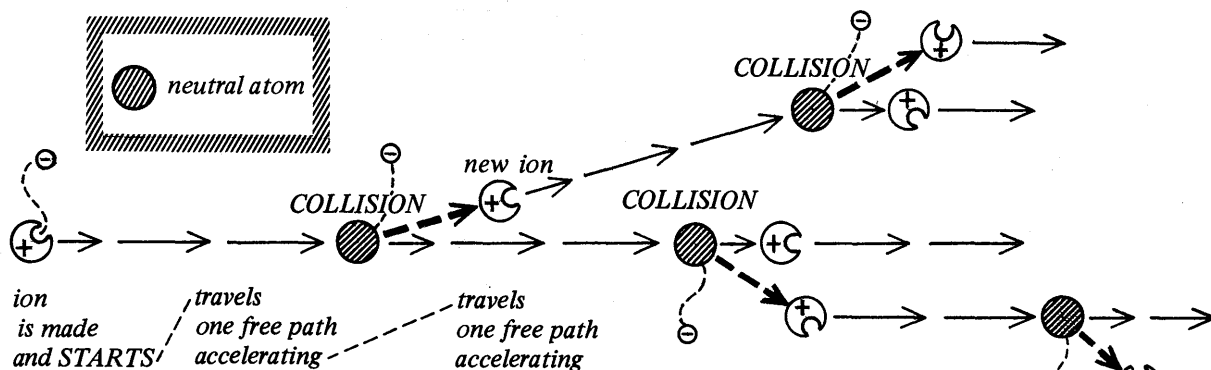 neutral atom
COLLISION
new ion
COLLISION
COLLISION
ion
is made
and STARTS
travels
one free path
accelerating
travels
one free path
accelerating